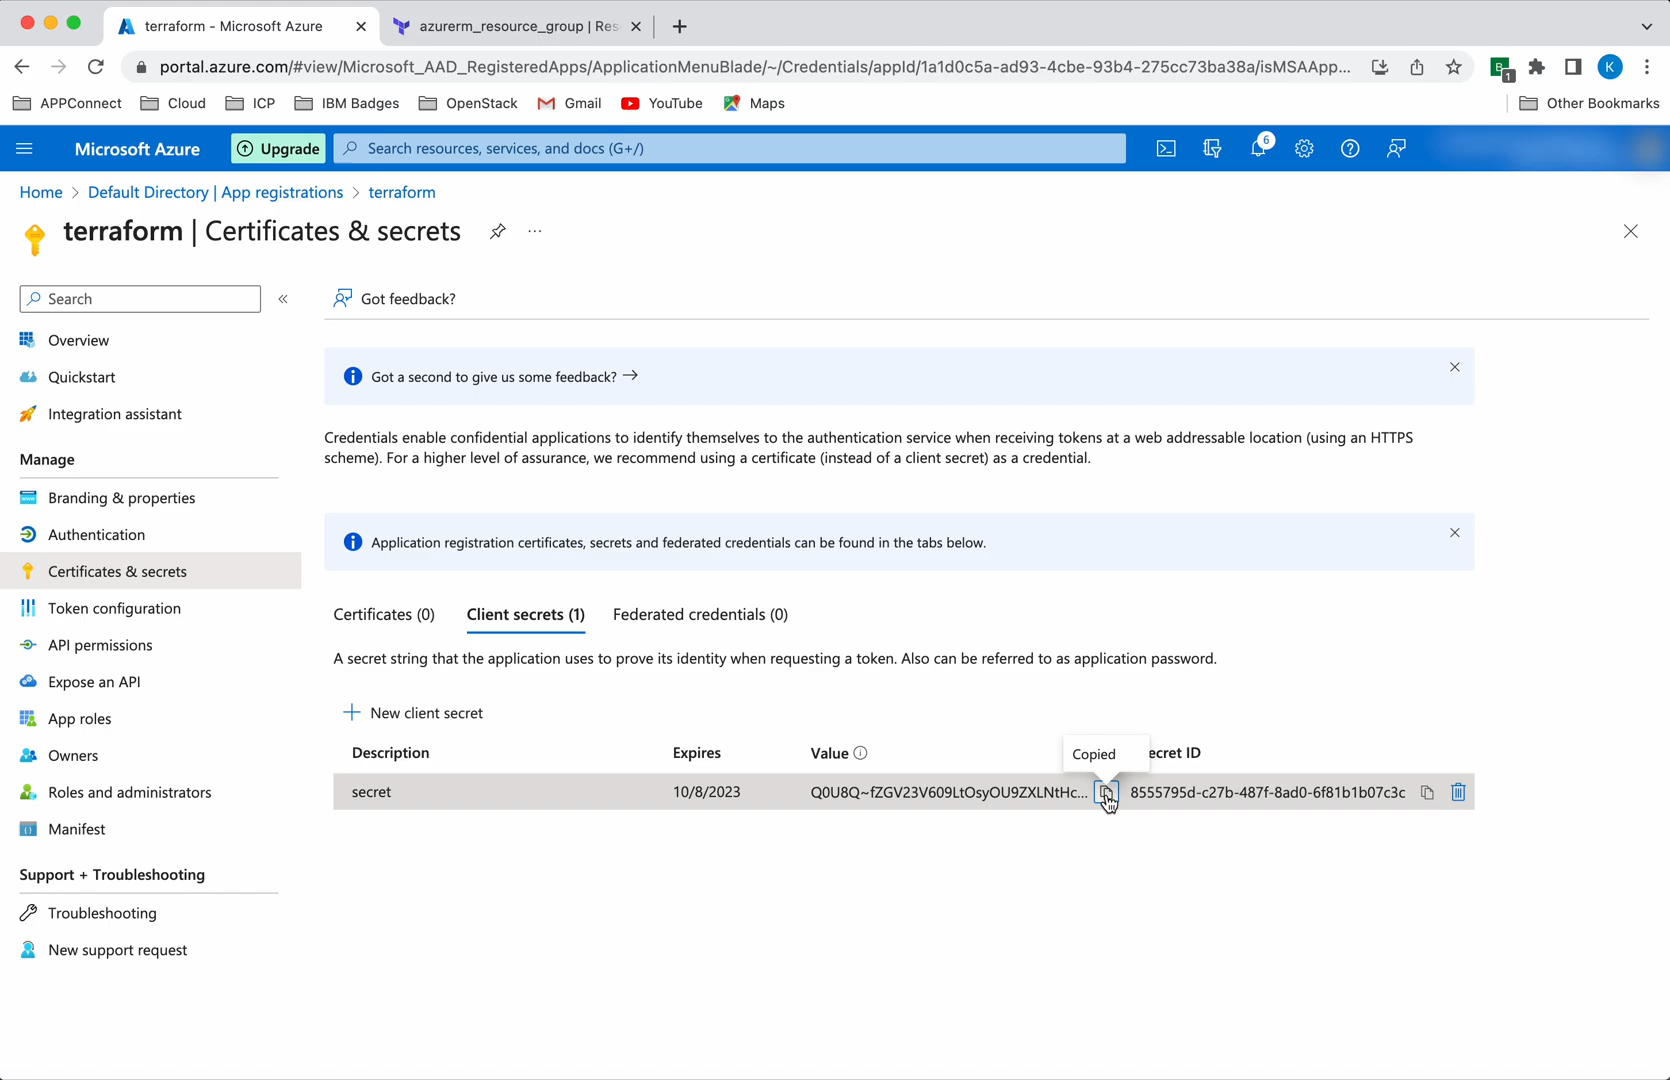 terraform - Microsoft Azure
azurerm_resource_group | Res
portal.azure.com/#view/Microsoft_AAD_RegisteredApps/ApplicationMenuBlade/~/Credentials/appId/1a1d0c5a-ad93-4cbe-93b4-275cc73ba38a/isMSAApp...
B 1
K
APPConnect
Cloud
ICP
IBM Badges
OpenStack
Gmail
YouTube
Maps
Other Bookmarks
Microsoft Azure
Upgrade
Search resources, services, and docs (G+/)
6
Home > Default Directory | App registrations > terraform
terraform | Certificates & secrets
Search
«
Got feedback?
Overview
Quickstart
Integration assistant
Manage
Branding & properties
Authentication
Certificates & secrets
Token configuration
API permissions
Expose an API
App roles
Owners
Roles and administrators
Manifest
Support + Troubleshooting
Troubleshooting
New support request
Got a second to give us some feedback? →
Credentials enable confidential applications to identify themselves to the authentication service when receiving tokens at a web addressable location (using an HTTPS
scheme). For a higher level of assurance, we recommend using a certificate (instead of a client secret) as a credential.
Application registration certificates, secrets and federated credentials can be found in the tabs below.
Certificates (0)
Client secrets (1)
Federated credentials (0)
A secret string that the application uses to prove its identity when requesting a token. Also can be referred to as application password.
New client secret
Description
Expires
Value
Copied
ecret ID
secret
10/8/2023
Q0U8Q~fZGV23V609LtOsyOU9ZXLNtHc...
8555795d-c27b-487f-8ad0-6f81b1b07c3c